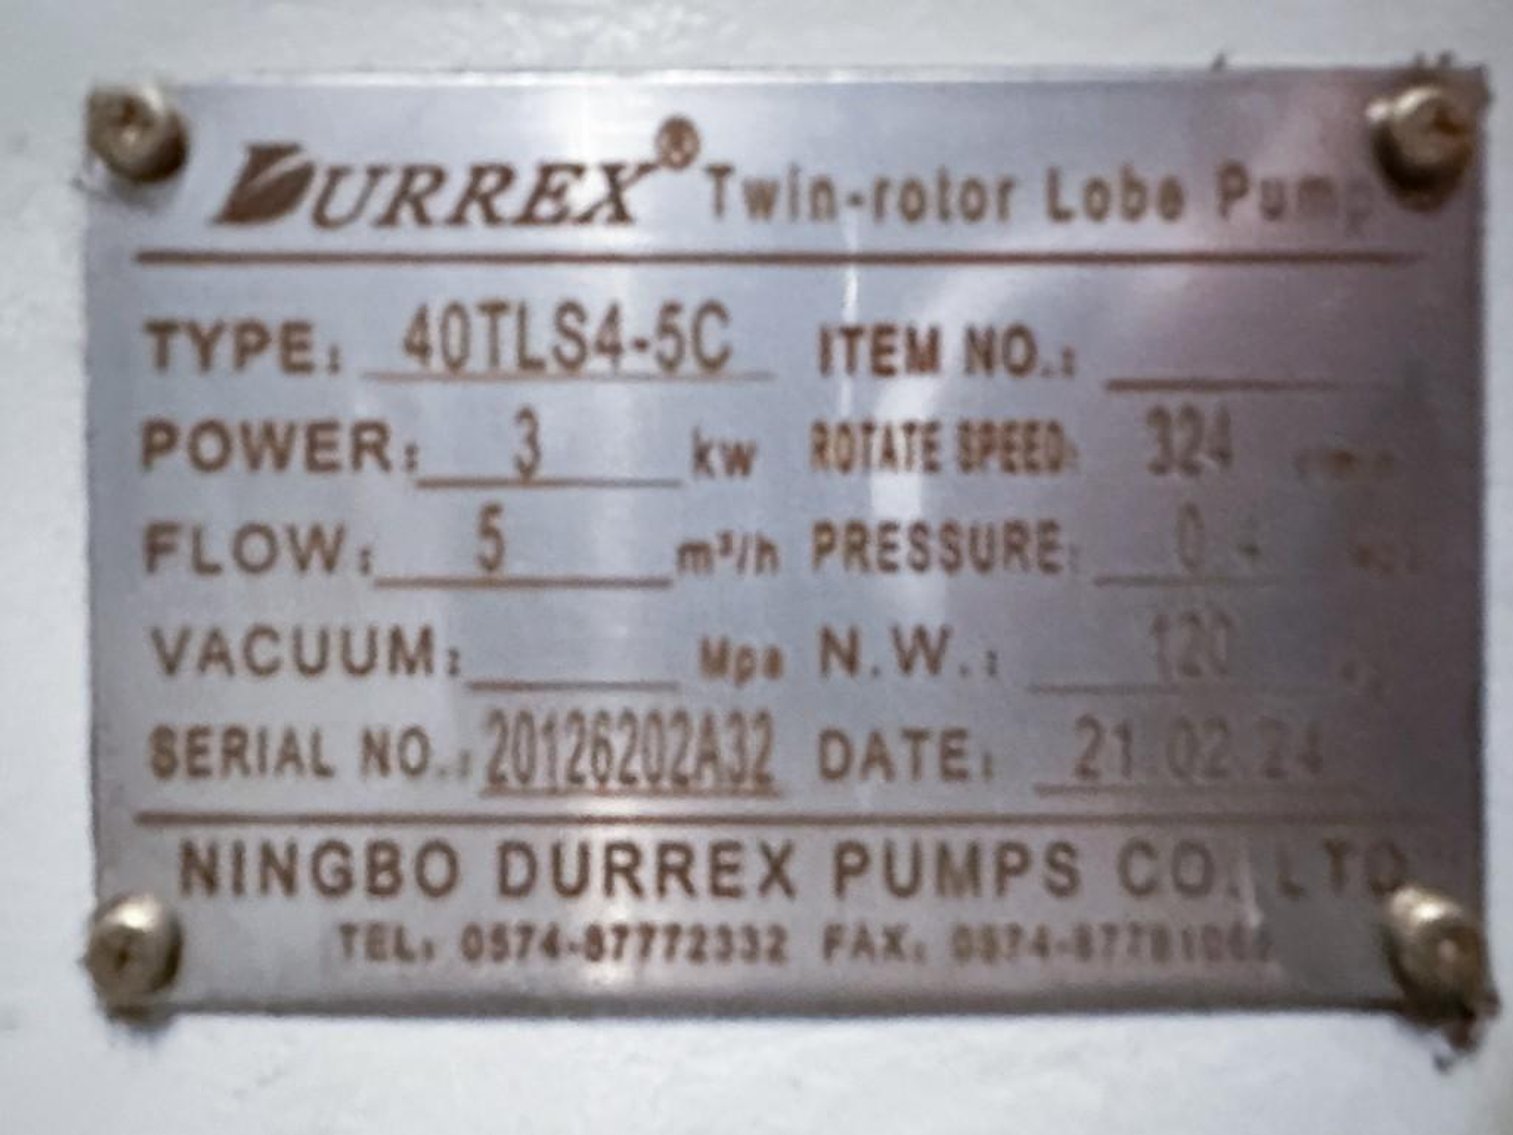 DURREX® Twin-rotor Lobe Pump
TYPE: 40TLS4-5C ITEM NO.:
POWER: 3 kw ROTATE SPEED: 324
FLOW: 5 m³/h PRESSURE: 0.4
VACUUM: Mpa N.W.: 120
SERIAL NO.: 20126202A32 DATE: 21.02.24
NINGBO DURREX PUMPS CO. LTD
TEL: 0574-87772332 FAX: